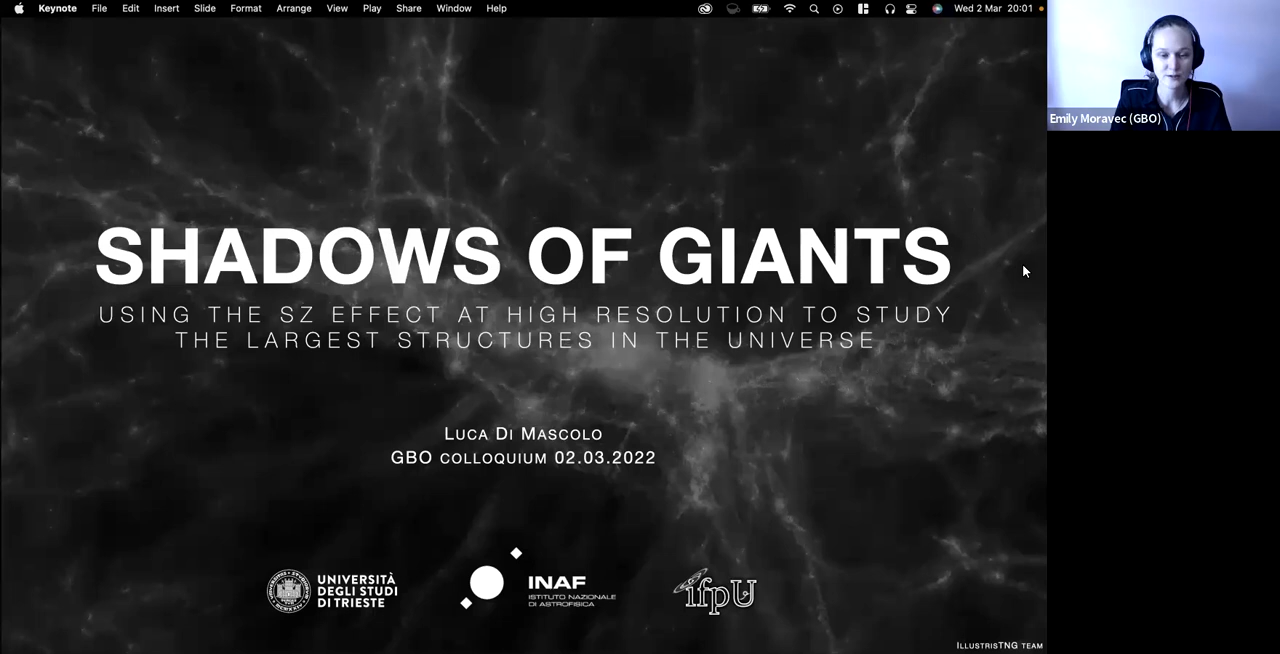 Keynote File Edit Insert Slide Format Arrange View Play Share Window Help Wed 2 Mar 20:01
Emily Moravec (GBO)
SHADOWS OF GIANTS
USING THE SZ EFFECT AT HIGH RESOLUTION TO STUDY
THE LARGEST STRUCTURES IN THE UNIVERSE
LUCA DI MASCOLO
GBO COLLOQUIUM 02.03.2022
UNIVERSITÀ
DEGLI STUDI
DI TRIESTE
INAF
ISTITUTO NAZIONALE
DI ASTROFISICA
ifpU
ILLUSTRISTNG TEAM